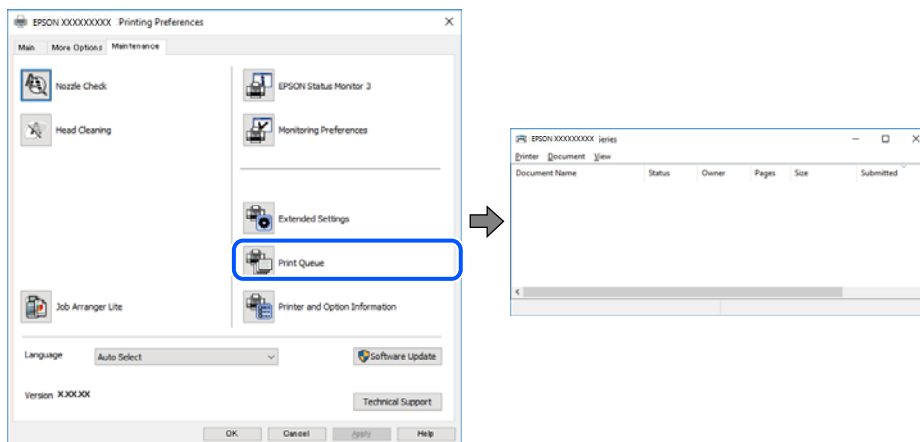 EPSON XXXXXXXXX Printing Preferences
Main More Options Maintenance
Nozzle Check
Head Cleaning
Job Arranger Lite
EPSON Status Monitor 3
Monitoring Preferences
Extended Settings
Print Queue
Printer and Option Information
Language Auto Select Software Update
Version X.XX.XX
Technical Support
OK Cancel Apply Help
EPSON XXXXXXXXXX ieries
Printer Document View
Document Name Status Owner Pages Size Submitted